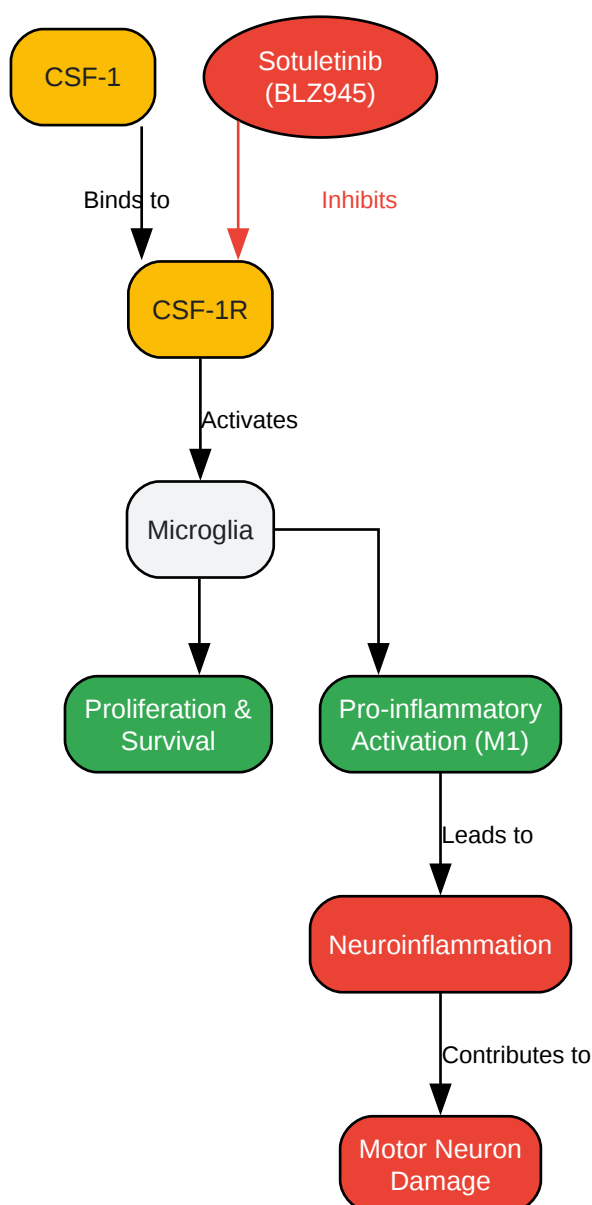 CSF-1
Sotuletinib
(BLZ945)
Binds to
Inhibits
CSF-1R
Activates
Microglia
Proliferation &
Survival
Pro-inflammatory
Activation (M1)
Leads to
Neuroinflammation
Contributes to
Motor Neuron
Damage